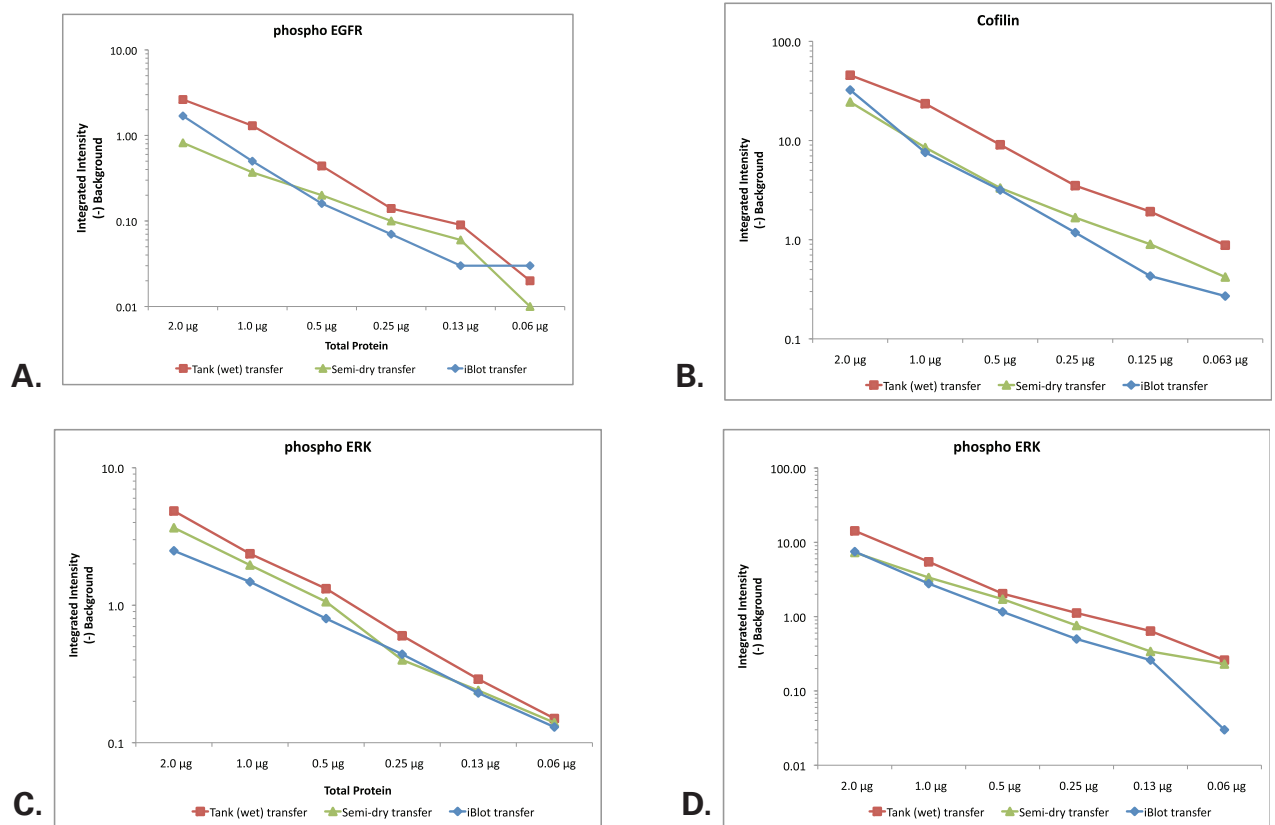 phospho EGFR
10.00
1.00
0.10
0.01
Integrated Intensity
(-) Background
2.0 µg 1.0 µg 0.5 µg 0.25 µg 0.13 µg 0.06 µg
Total Protein
Tank (wet) transfer Semi-dry transfer iBlot transfer
A.
Cofilin
100.0
10.0
1.0
0.1
Integrated Intensity
(-) Background
2.0 µg 1.0 µg 0.5 µg 0.25 µg 0.125 µg 0.063 µg
Tank (wet) transfer Semi-dry transfer iBlot transfer
B.
phospho ERK
10.0
1.0
0.1
Integrated Intensity
(-) Background
2.0 µg 1.0 µg 0.5 µg 0.25 µg 0.13 µg 0.06 µg
Total Protein
Tank (wet) transfer Semi-dry transfer iBlot transfer
C.
phospho ERK
100.00
10.00
1.00
0.10
0.01
Integrated Intensity
(-) Background
2.0 µg 1.0 µg 0.5 µg 0.25 µg 0.13 µg 0.06 µg
Tank (wet) transfer Semi-dry transfer iBlot transfer
D.